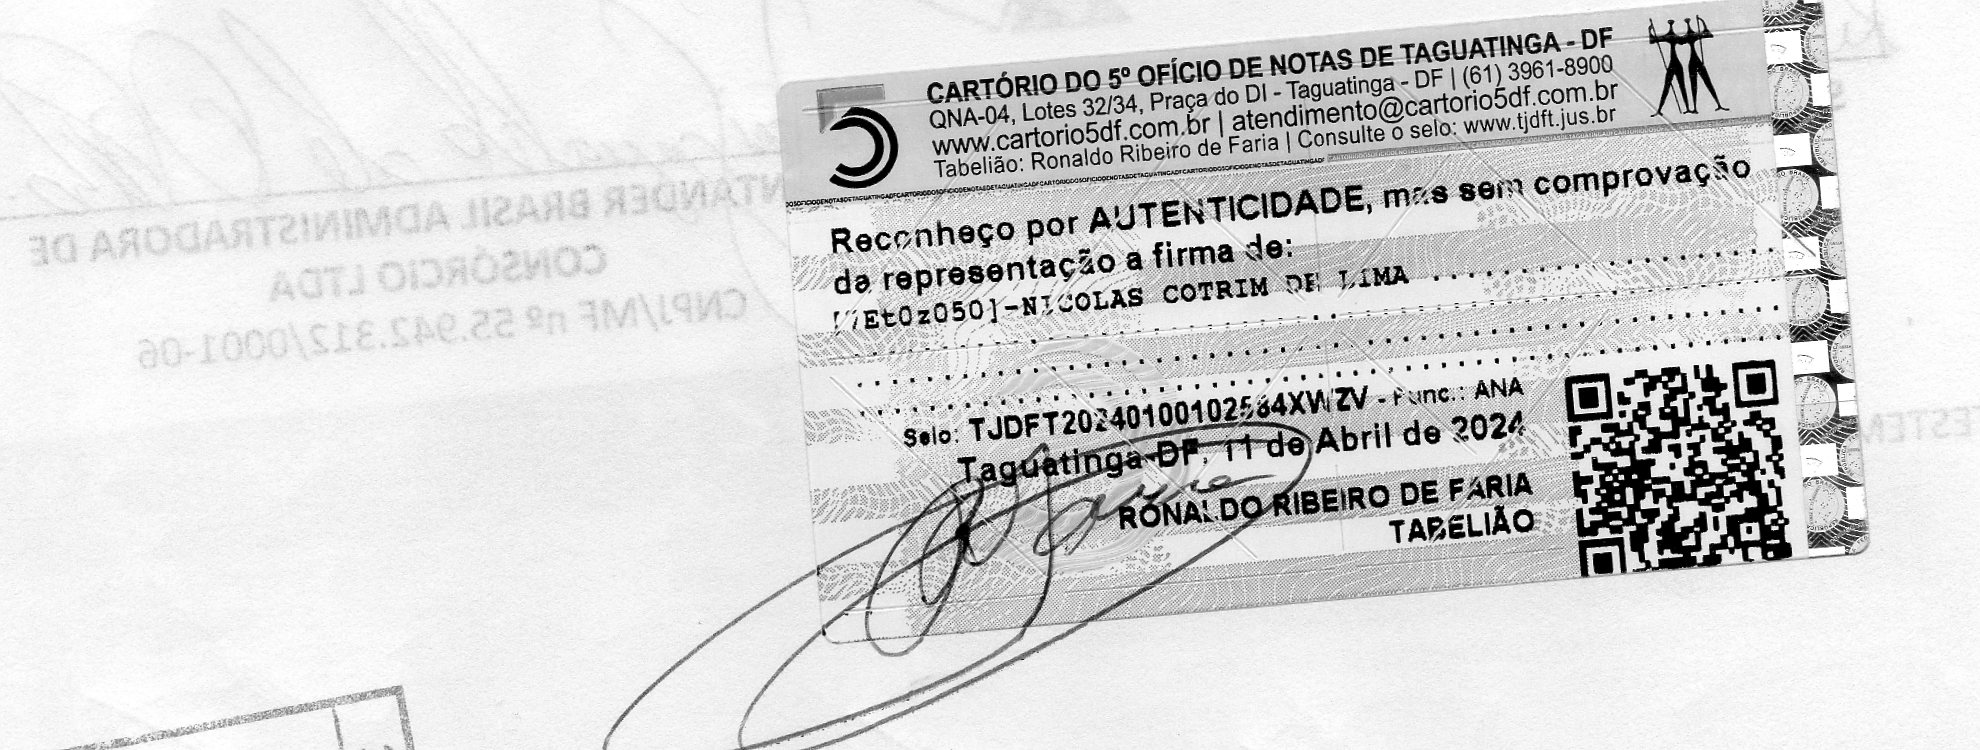 CARTÓRIO DO 5º OFÍCIO DE NOTAS DE TAGUATINGA - DF
QNA-04, Lotes 32/34, Praça do DI - Taguatinga - DF | (61) 3961-8900
www.cartorio5df.com.br | atendimento@cartorio5df.com.br
Tabelião: Ronaldo Ribeiro de Faria | Consulte o selo: www.tjdft.jus.br
Reconheço por AUTENTICIDADE, mas sem comprovação
da representação a firma de:
NICOLAS COTRIM DE LIMA
Selo: TJDFT20240100102564XWZV - Func.: ANA
Taguatinga-DF, 11 de Abril de 2024
RONALDO RIBEIRO DE FARIA
TABELIÃO
SANTANDER BRASIL ADMINISTRADORA DE
CONSÓRCIO LTDA
CNPJ/MF nº 55.942.312/0001-06